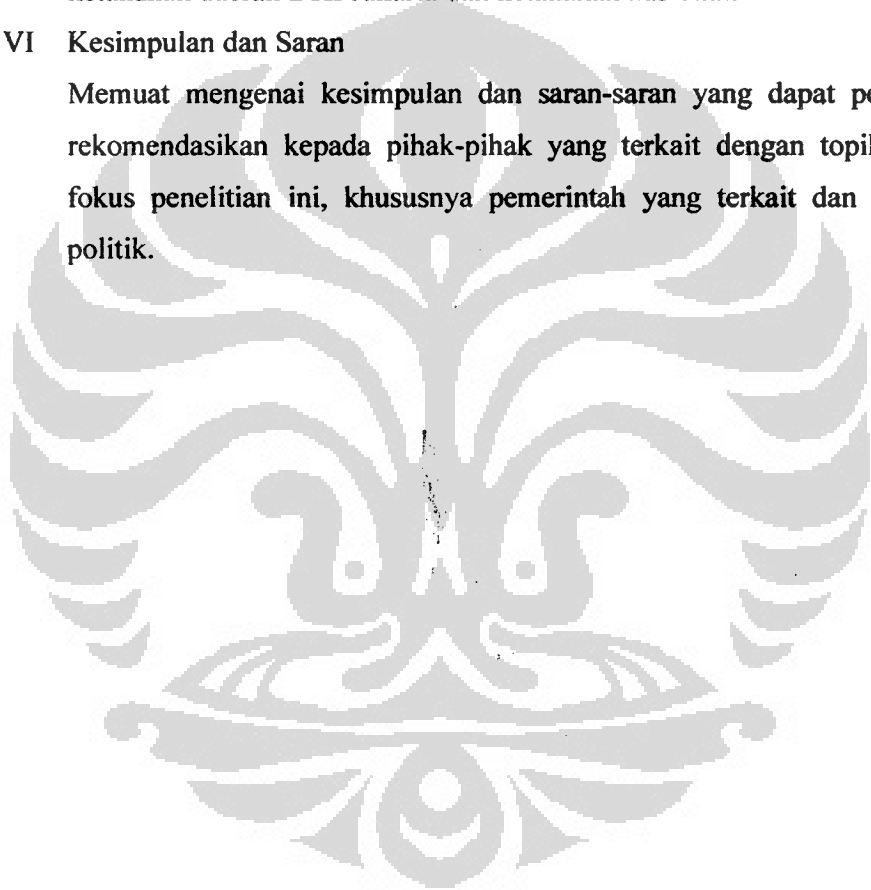 VI Kesimpulan dan Saran
Memuat mengenai kesimpulan dan saran-saran yang dapat
rekomendasikan kepada pihak-pihak yang terkait dengan
fokus penelitian ini, khususnya pemerintah yang terkait dan
politik.